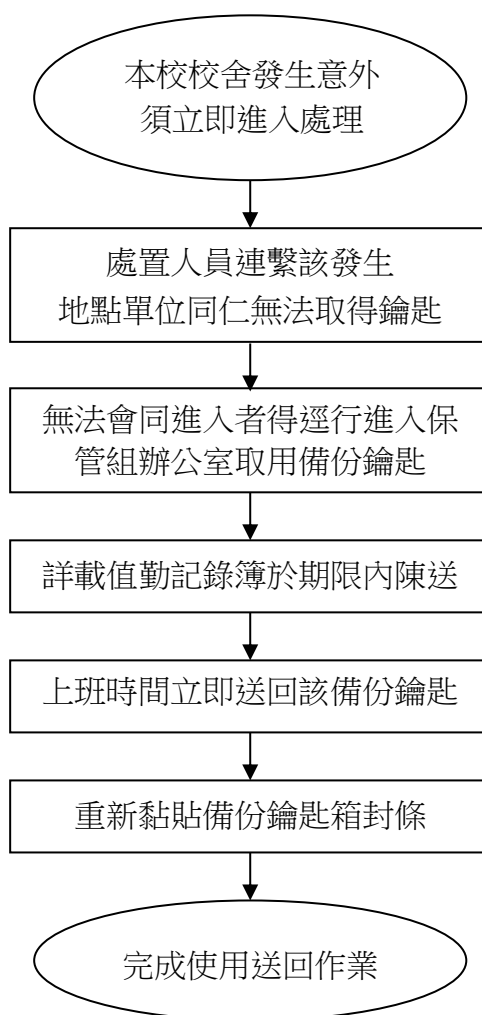 本校校舍發生意外
須立即進入處理
處置人員連繫該發生
地點單位同仁無法取得鑰匙
無法會同進入者得逕行進入保
管組辦公室取用備份鑰匙
詳載值勤記錄簿於期限內陳送
上班時間立即送回該備份鑰匙
重新黏貼備份鑰匙箱封條
完成使用送回作業